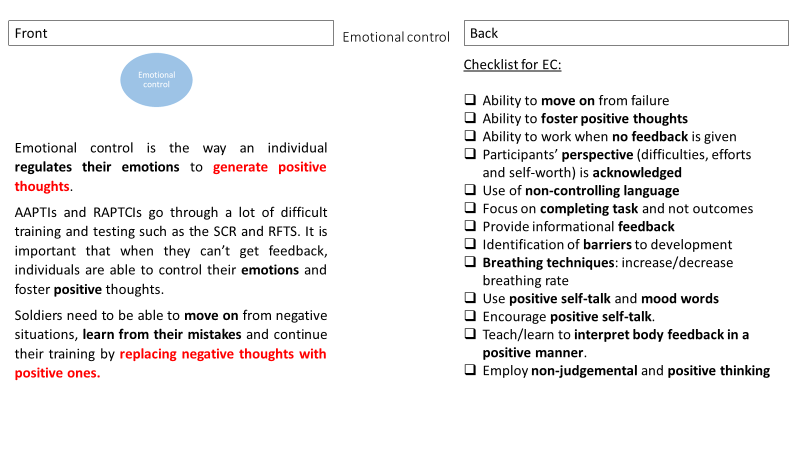 Front
Emotional control
Back
Emotional
control
Emotional control is the way an individual
regulates their emotions to generate positive
thoughts.
AAPTIs and RAPTCIs go through a lot of difficult
training and testing such as the SCR and RFTS. It is
important that when they can't get feedback,
individuals are able to control their emotions and
foster positive thoughts.
Soldiers need to be able to move on from negative
situations, learn from their mistakes and continue
their training by replacing negative thoughts with
positive ones.
Checklist for EC:
❑ Ability to move on from failure
❑ Ability to foster positive thoughts
❑ Ability to work when no feedback is given
❑ Participants' perspective (difficulties, efforts
and self-worth) is acknowledged
❑ Use of non-controlling language
❑ Focus on completing task and not outcomes
❑ Provide informational feedback
❑ Identification of barriers to development
❑ Breathing techniques: increase/decrease
breathing rate
❑ Use positive self-talk and mood words
❑ Encourage positive self-talk.
❑ Teach/learn to interpret body feedback in a
positive manner.
❑ Employ non-judgemental and positive thinking